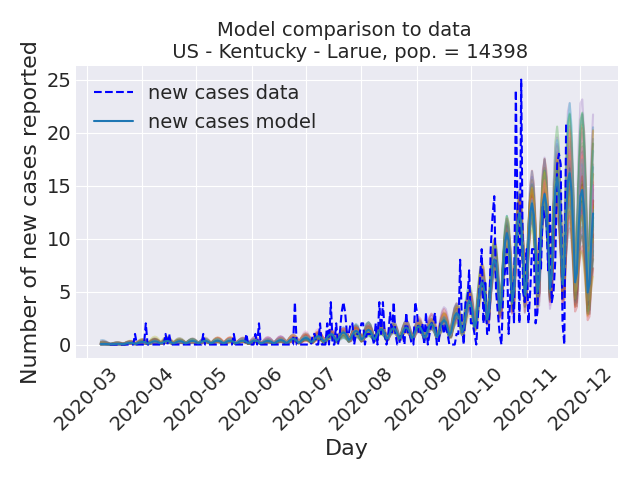 Model comparison to data
US - Kentucky - Larue, pop. = 14398
Number of new cases reported
25
20
15
10
5
0
new cases data
new cases model
2020-03
2020-04
2020-05
2020-06
2020-07
2020-08
2020-09
2020-10
2020-11
2020-12
Day